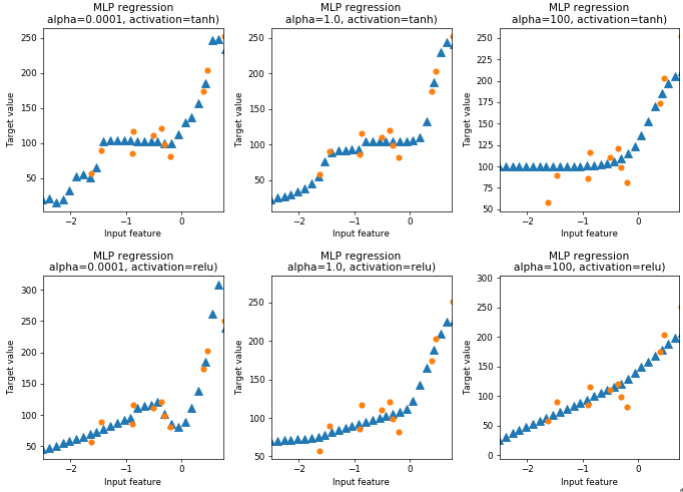 MLP regression
alpha=0.0001, activation=tanh)
MLP regression
alpha=1.0, activation=tanh)
MLP regression
alpha=100, activation=tanh)
250
200
150
100
50
Target value
−2
−1
0
Input feature
250
200
150
100
50
Target value
−2
−1
0
Input feature
250
225
200
175
150
125
100
75
50
Target value
−2
−1
0
Input feature
MLP regression
alpha=0.0001, activation=relu)
MLP regression
alpha=1.0, activation=relu)
MLP regression
alpha=100, activation=relu)
300
250
200
150
100
50
Target value
−2
−1
0
Input feature
250
200
150
100
50
Target value
−2
−1
0
Input feature
300
250
200
150
100
50
0
Target value
−2
−1
0
Input feature